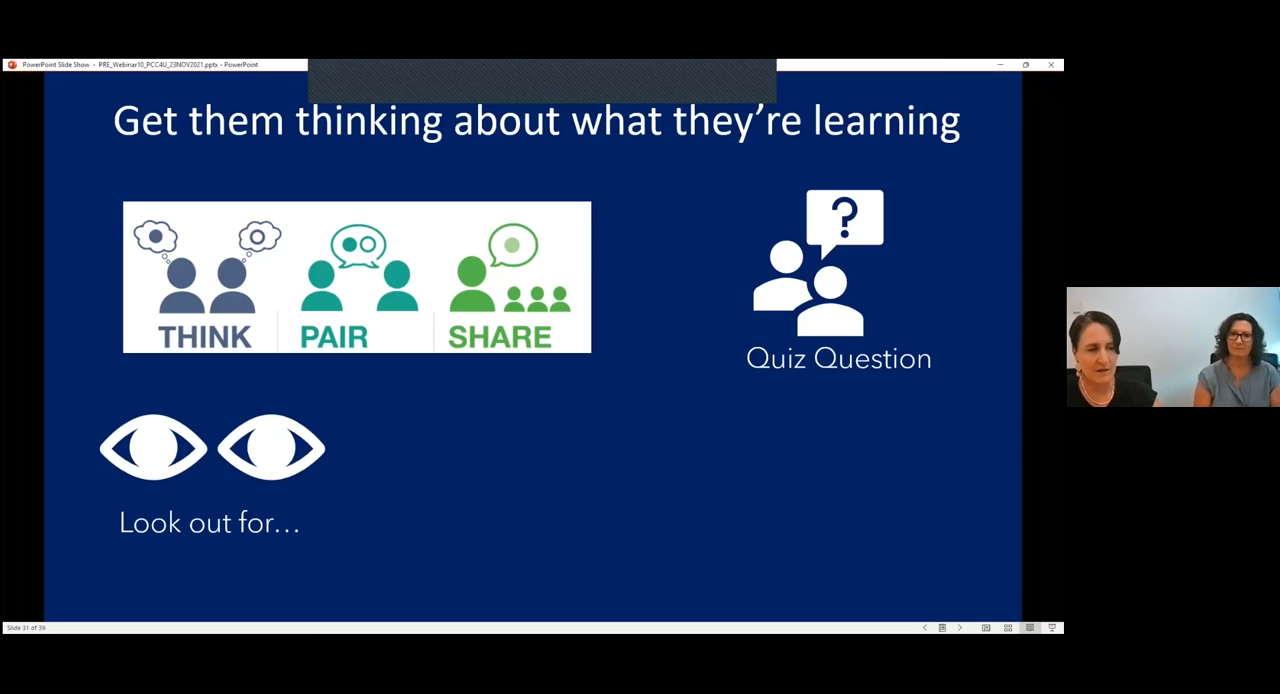 PowerPoint Slide Show - PRE_Webinar10_PCC4U_23NOV2021.pptx - PowerPoint
Get them thinking about what they’re learning
?
THINK PAIR SHARE
Quiz Question
Look out for...
Slide 31 of 39